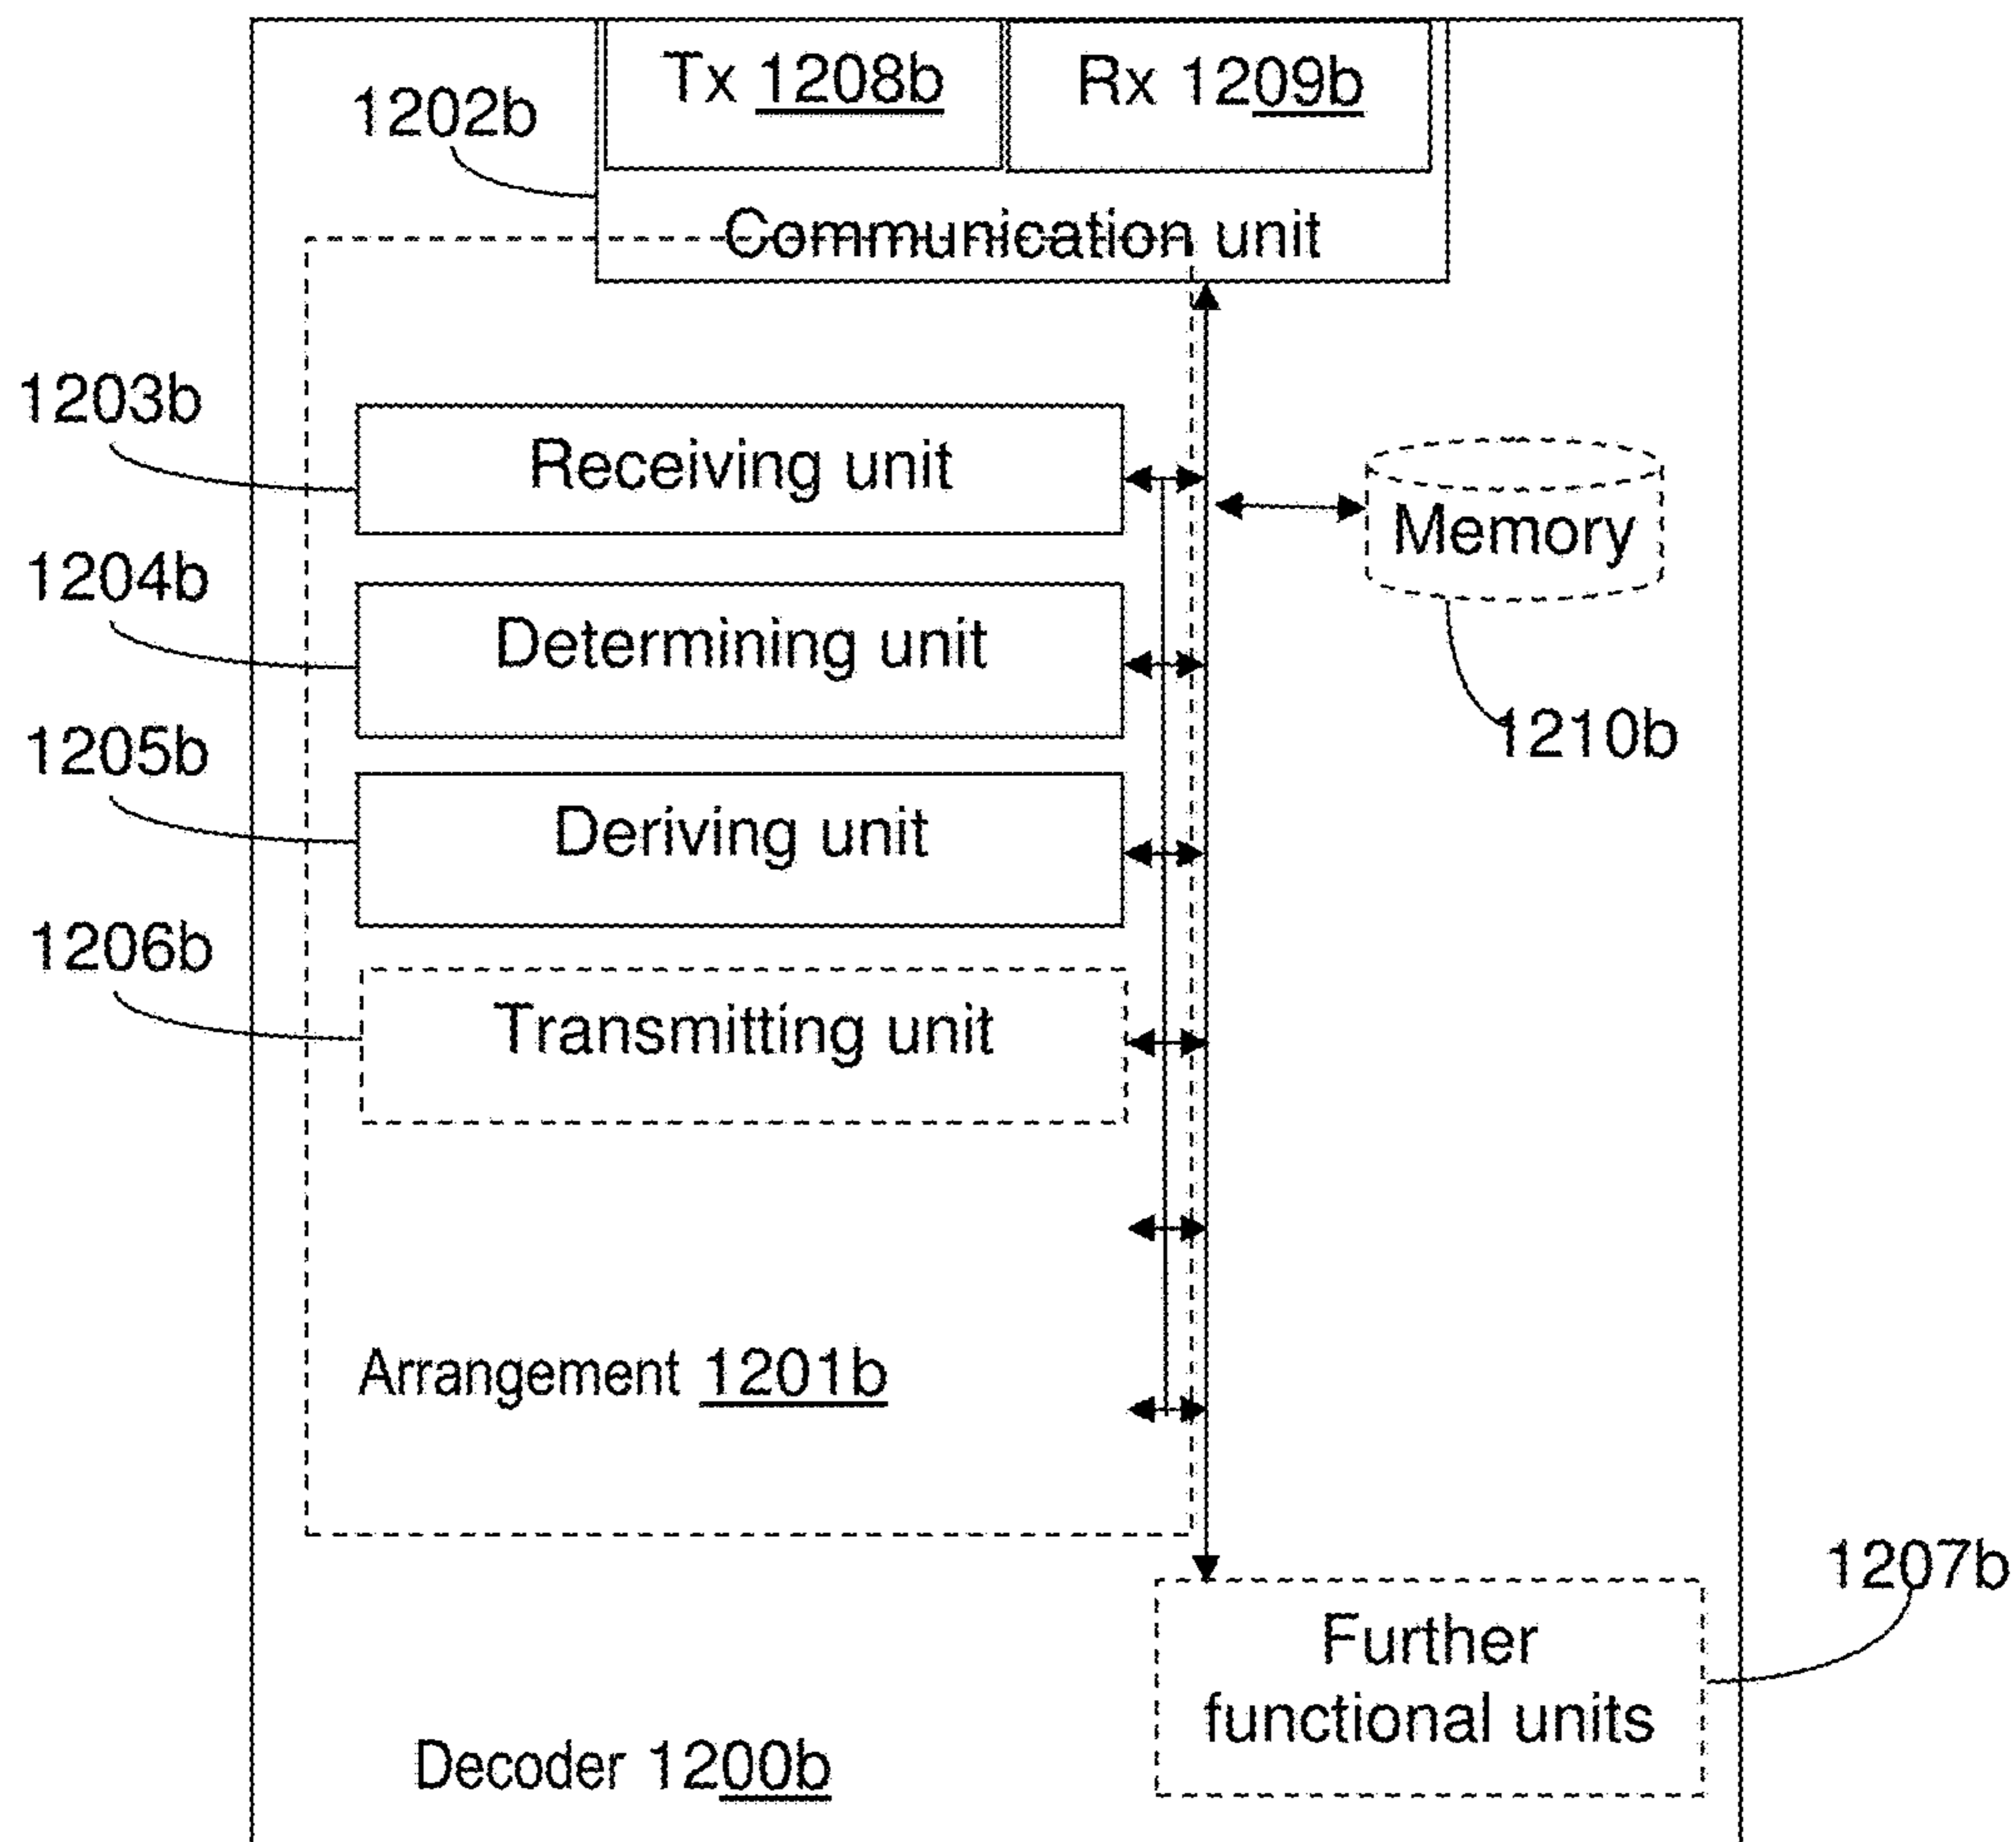 Tx 1208b
Rx 1209b
1202b
Communication unit
1203b
Receiving unit
Memory
1204b
Determining unit
1210b
1205b
Deriving unit
1206b
Transmitting unit
Arrangement 1201b
1207b
Further
functional units
Decoder 1200b